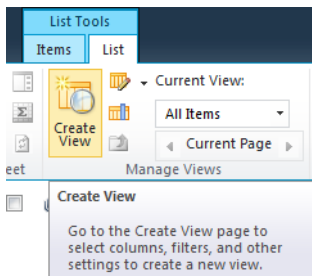 List Tools
Items List
Current View:
All Items
Create
View
Current Page
eet
Manage Views
Create View
Go to the Create View page to
select columns, filters, and other
settings to create a new view.